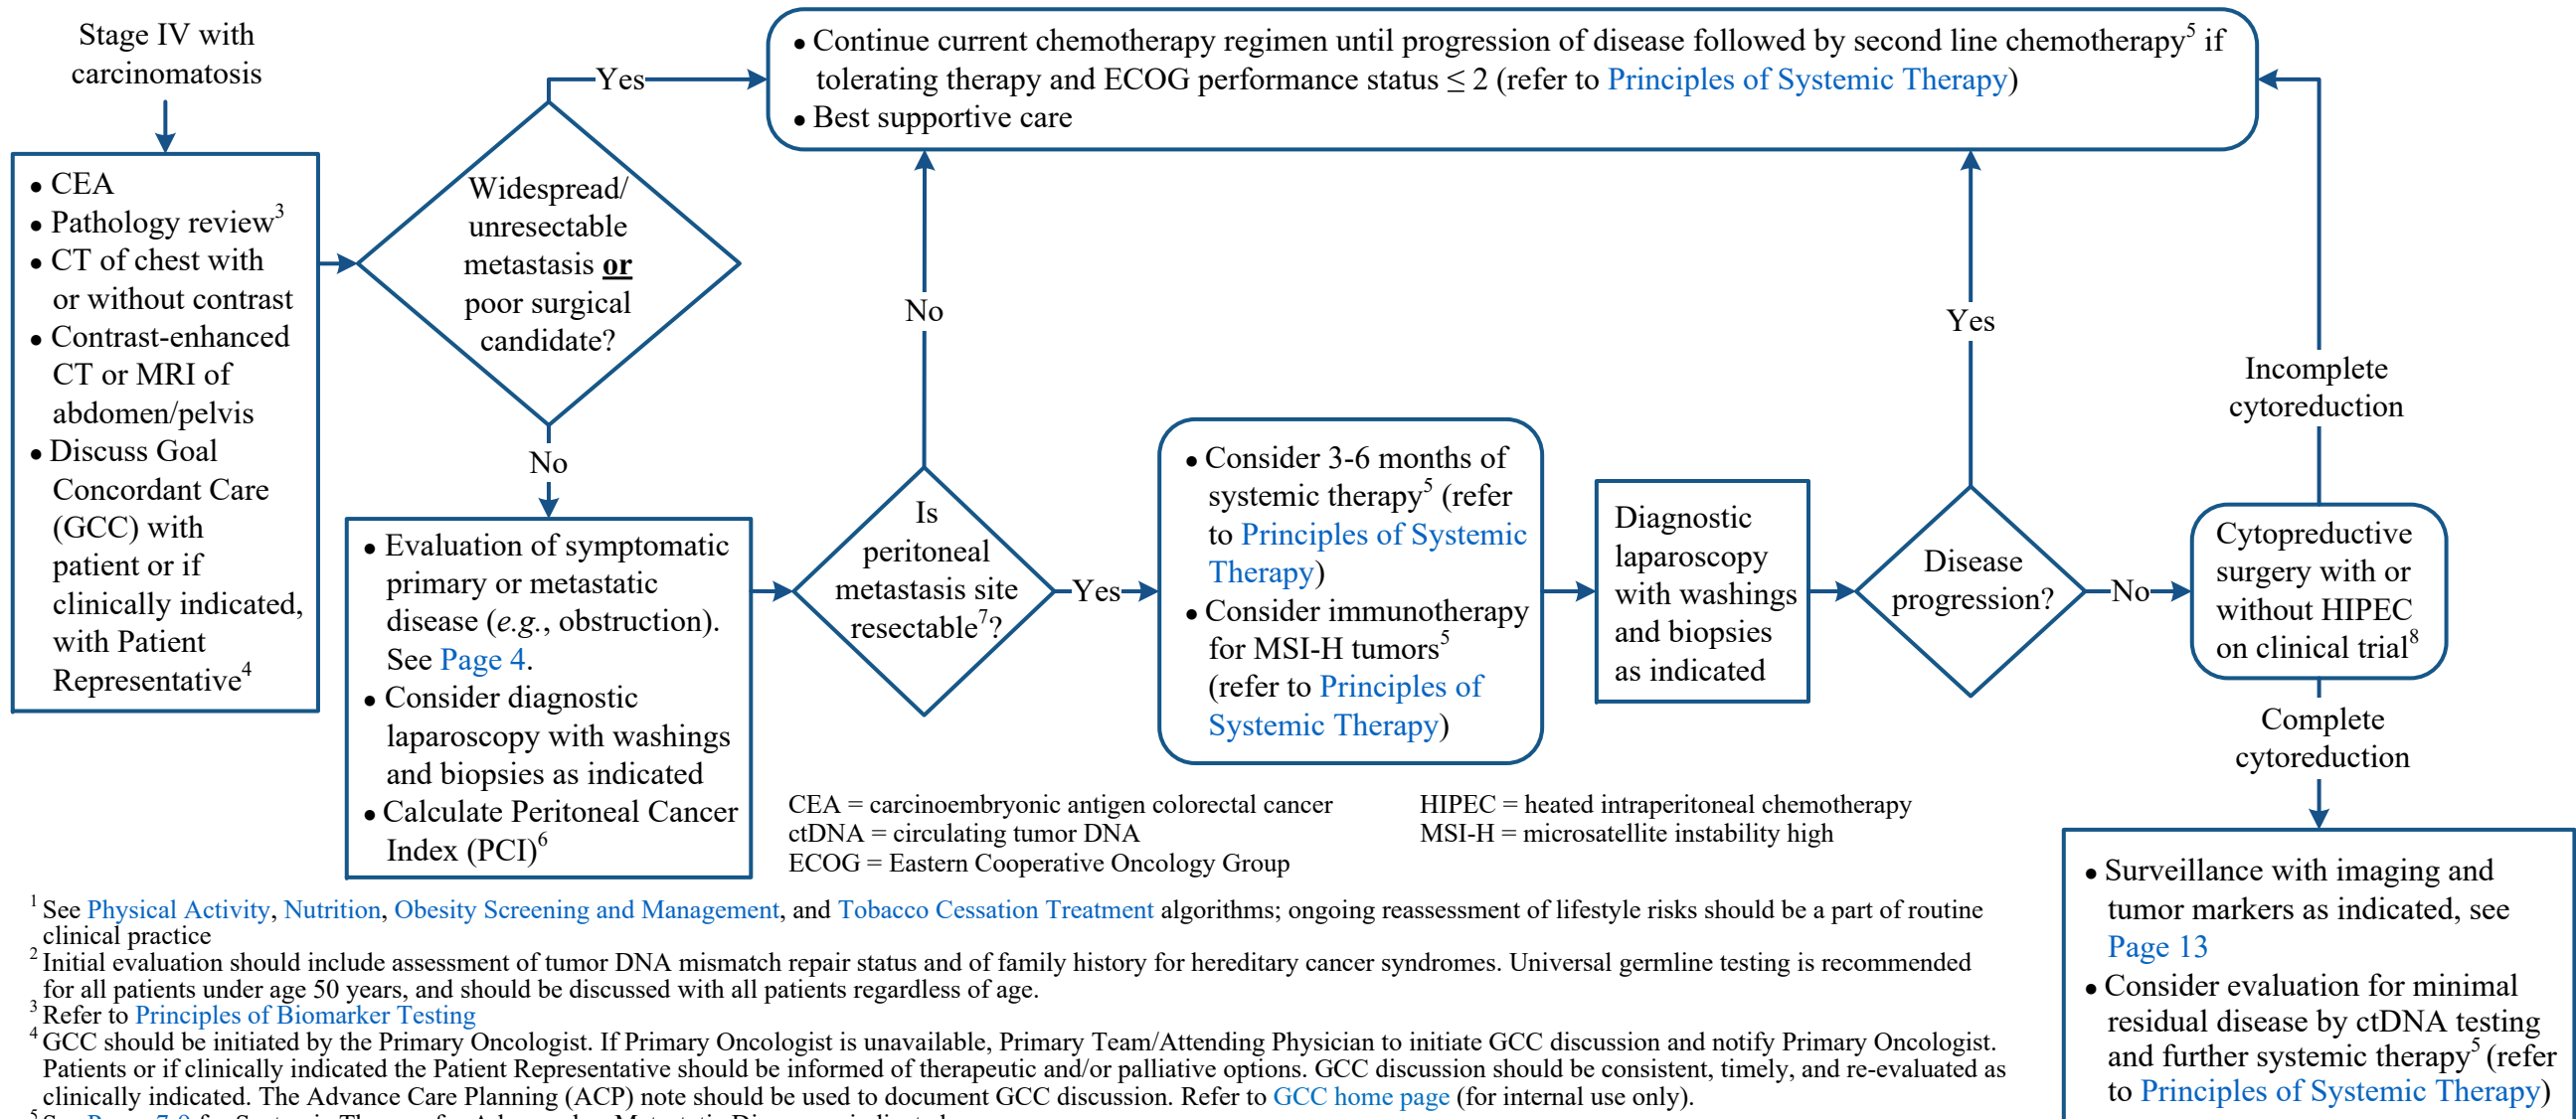 Stage IV with
carcinomatosis
• CEA
• Pathology review3
• CT of chest with
or without contrast
• Contrast-enhanced
CT or MRI of
abdomen/pelvis
• Discuss Goal
Concordant Care
(GCC) with
patient or if
clinically indicated,
with Patient
Representative4
Widespread/
unresectable
metastasis or
poor surgical
candidate?
Yes
• Continue current chemotherapy regimen until progression of disease followed by second line chemotherapy5 if
tolerating therapy and ECOG performance status ≤ 2 (refer to Principles of Systemic Therapy)
• Best supportive care
No
• Evaluation of symptomatic
primary or metastatic
disease (e.g., obstruction).
See Page 4.
• Consider diagnostic
laparoscopy with washings
and biopsies as indicated
• Calculate Peritoneal Cancer
Index (PCI)6
Is
peritoneal
metastasis site
resectable7?
No
Yes
• Consider 3-6 months of
systemic therapy5 (refer
to Principles of Systemic
Therapy)
• Consider immunotherapy
for MSI-H tumors5
(refer to Principles of
Systemic Therapy)
Diagnostic
laparoscopy
with washings
and biopsies
as indicated
Disease
progression?
Yes
No
Cytopreductive
surgery with or
without HIPEC
on clinical trial8
Incomplete
cytoreduction
Complete
cytoreduction
• Surveillance with imaging and
tumor markers as indicated, see
Page 13
• Consider evaluation for minimal
residual disease by ctDNA testing
and further systemic therapy5 (refer
to Principles of Systemic Therapy)
CEA = carcinoembryonic antigen colorectal cancer
ctDNA = circulating tumor DNA
ECOG = Eastern Cooperative Oncology Group
HIPEC = heated intraperitoneal chemotherapy
MSI-H = microsatellite instability high
1 See Physical Activity, Nutrition, Obesity Screening and Management, and Tobacco Cessation Treatment algorithms; ongoing reassessment of lifestyle risks should be a part of routine
clinical practice
2 Initial evaluation should include assessment of tumor DNA mismatch repair status and of family history for hereditary cancer syndromes. Universal germline testing is recommended
for all patients under age 50 years, and should be discussed with all patients regardless of age.
3 Refer to Principles of Biomarker Testing
4 GCC should be initiated by the Primary Oncologist. If Primary Oncologist is unavailable, Primary Team/Attending Physician to initiate GCC discussion and notify Primary Oncologist.
Patients or if clinically indicated the Patient Representative should be informed of therapeutic and/or palliative options. GCC discussion should be consistent, timely, and re-evaluated as
clinically indicated. The Advance Care Planning (ACP) note should be used to document GCC discussion. Refer to GCC home page (for internal use only).